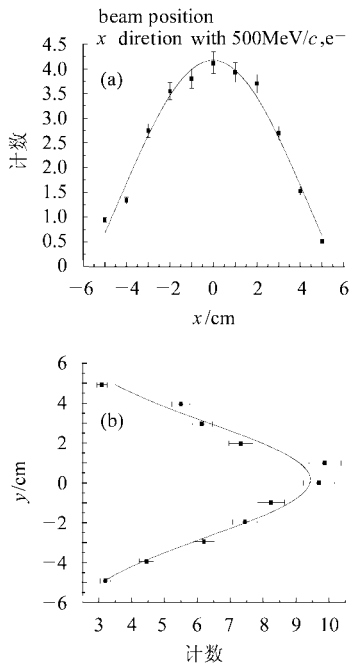 beam position
x diretion with 500MeV/c,e−
(a)
计数
4.5
4.0
3.5
3.0
2.5
2.0
1.5
1.0
0.5
0
−6 −4 −2 0 2 4 6
x/cm
(b)
y/cm
6
4
2
0
−2
−4
−6
3 4 5 6 7 8 9 10
计数